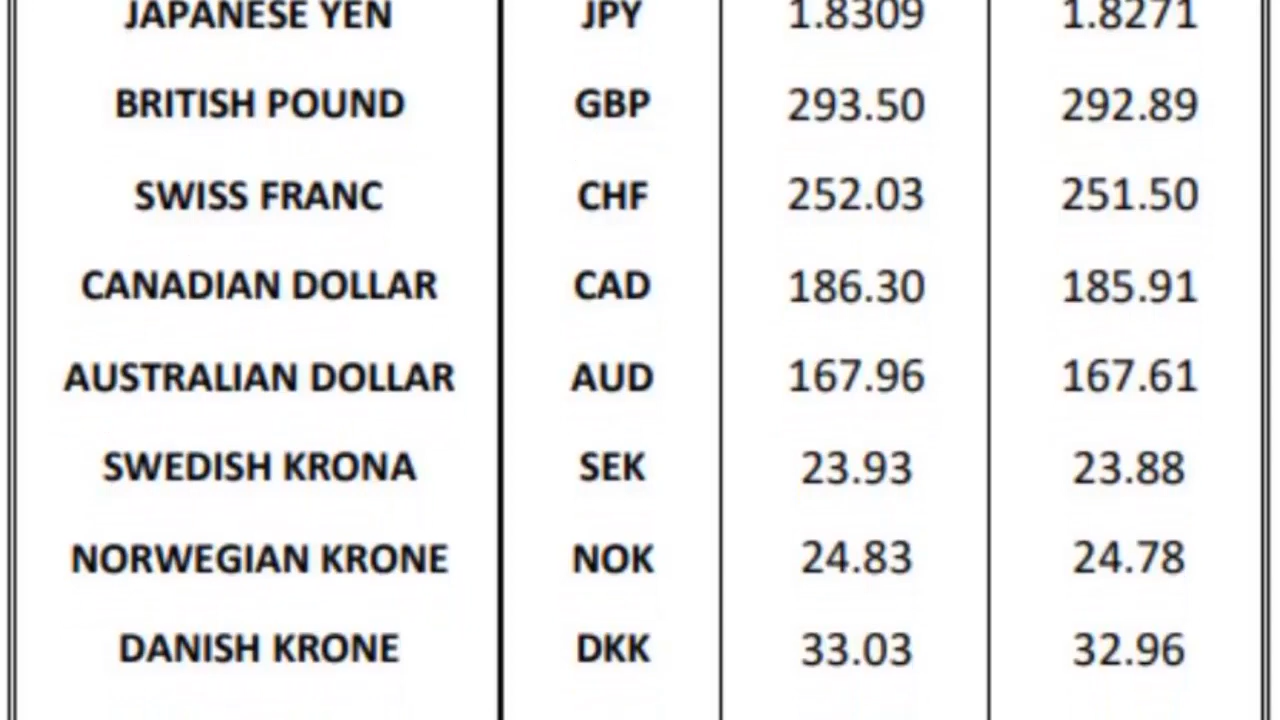 JAPANESE YEN JPY 1.8309 1.8271
BRITISH POUND GBP 293.50 292.89
SWISS FRANC CHF 252.03 251.50
CANADIAN DOLLAR CAD 186.30 185.91
AUSTRALIAN DOLLAR AUD 167.96 167.61
SWEDISH KRONA SEK 23.93 23.88
NORWEGIAN KRONE NOK 24.83 24.78
DANISH KRONE DKK 33.03 32.96